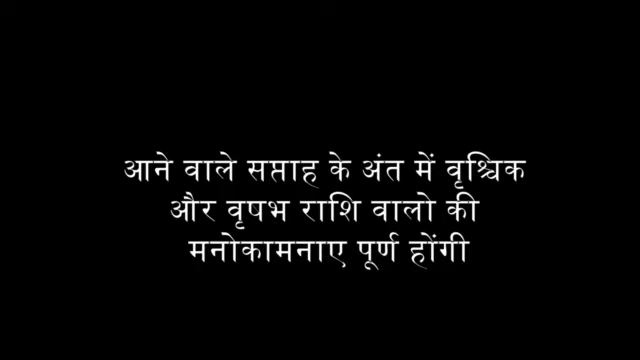 आने वाले सप्ताह के अंत में वृश्चिक
और वृषभ राशि वालो की
मनोकामनाए पूर्ण होंगी